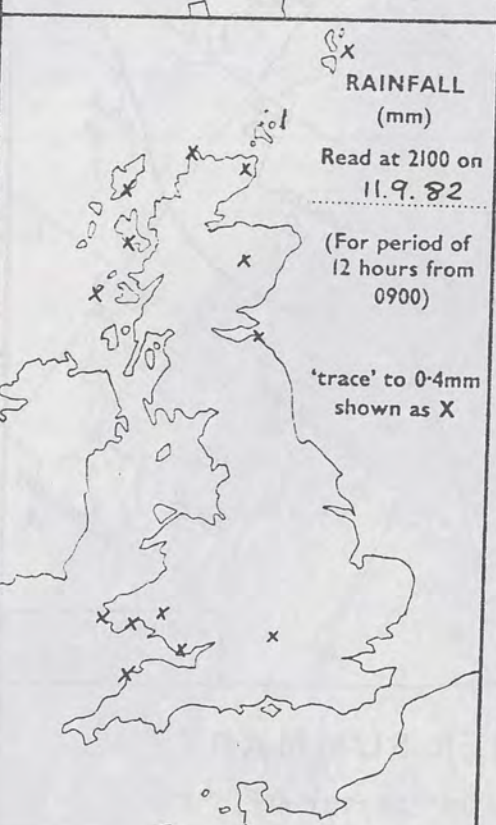 RAINFALL
(mm)
Read at 2100 on
11.9.82
(For period of
12 hours from
0900)
'trace' to 0·4mm
shown as X